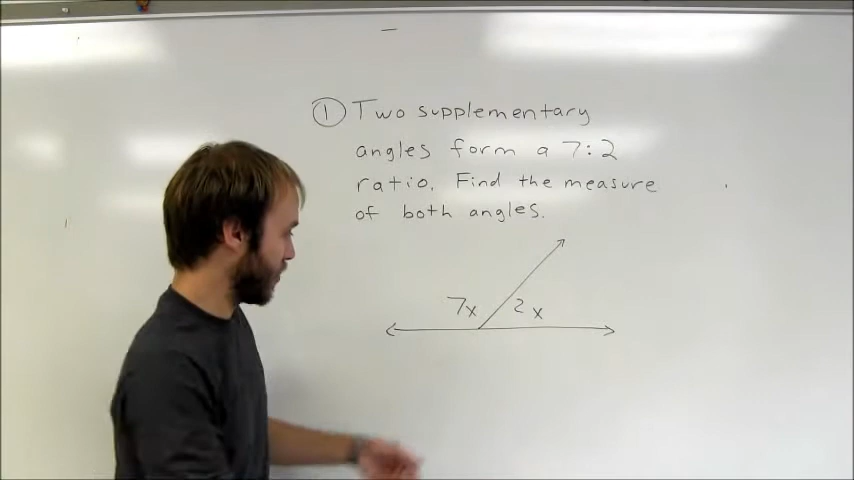 ① Two supplementary
angles form a 7:2
ratio. Find the measure
of both angles.
7x 2x